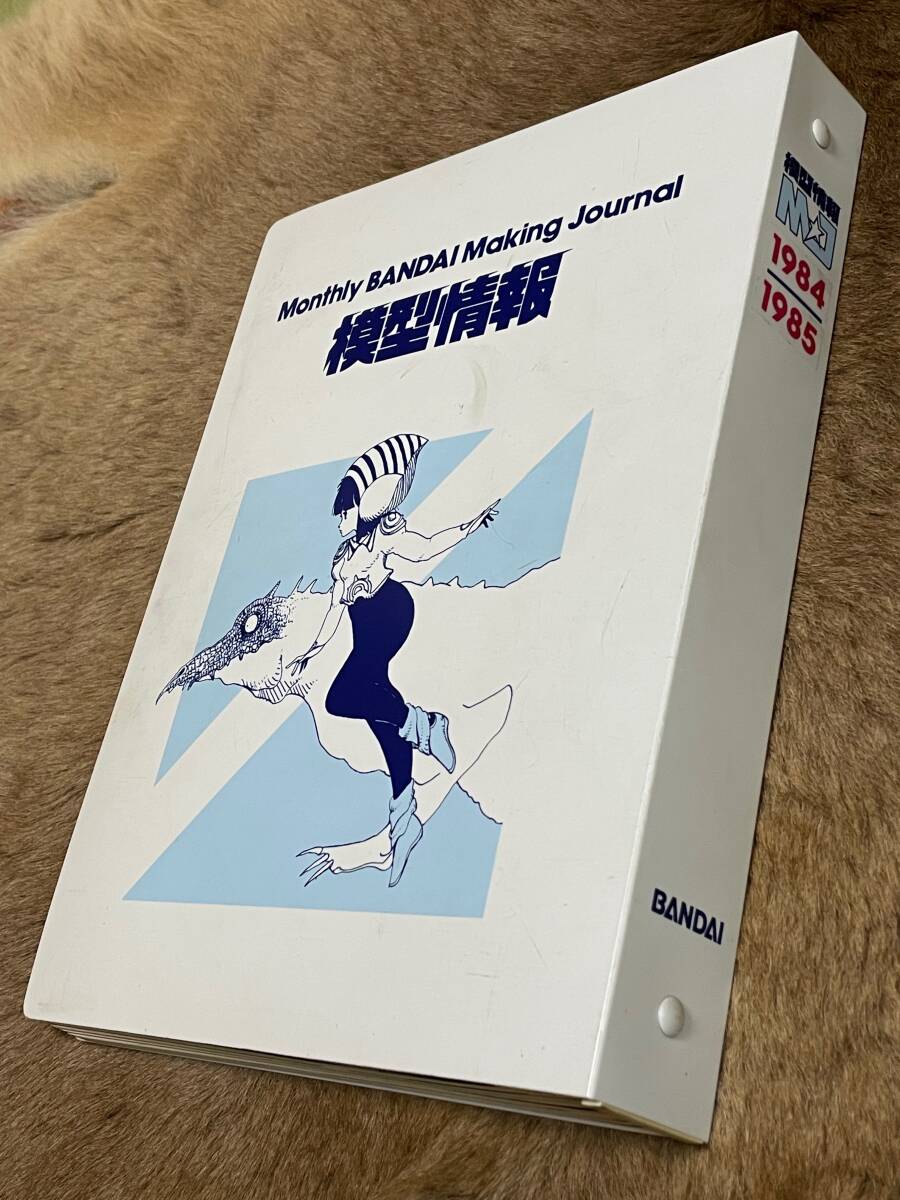 Monthly BANDAI Making Journal
模型情報
模型情報
MJ
1984
1985
BANDAI